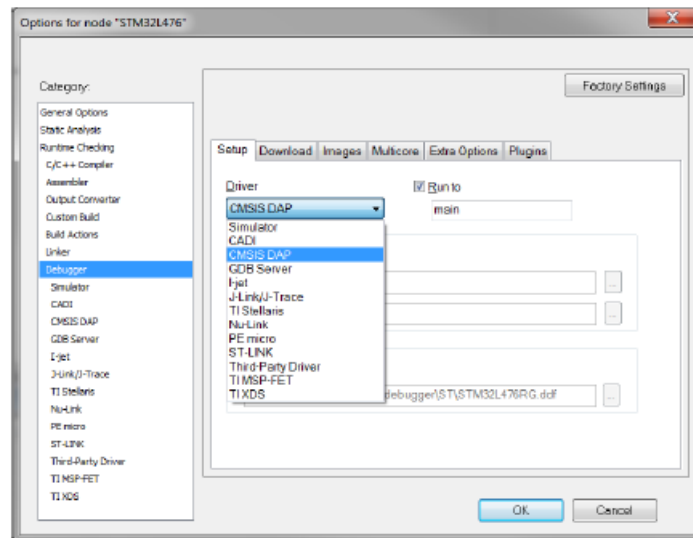 Options for node "STM32L476"
Category:
Factory Settings
General Options
Static Analysis
Runtime Checking
C/C++ Compiler
Assembler
Output Converter
Custom Build
Build Actions
Linker
Debugger
Simulator
CADI
CMSIS DAP
GDB Server
I-jet
J-Link/J-Trace
TI Stellaris
Nu-Link
PE micro
ST-LINK
Third-Party Driver
TI MSP-FET
TI XDS
Setup Download Images Multicore Extra Options Plugins
Driver
Run to
CMSIS DAP
main
Simulator
CADI
CMSIS DAP
GDB Server
I-jet
J-Link/J-Trace
TI Stellaris
Nu-Link
PE micro
ST-LINK
Third-Party Driver
TI MSP-FET
TI XDS
debugger\ST\STM32L476RG.ddf
...
...
...
OK
Cancel